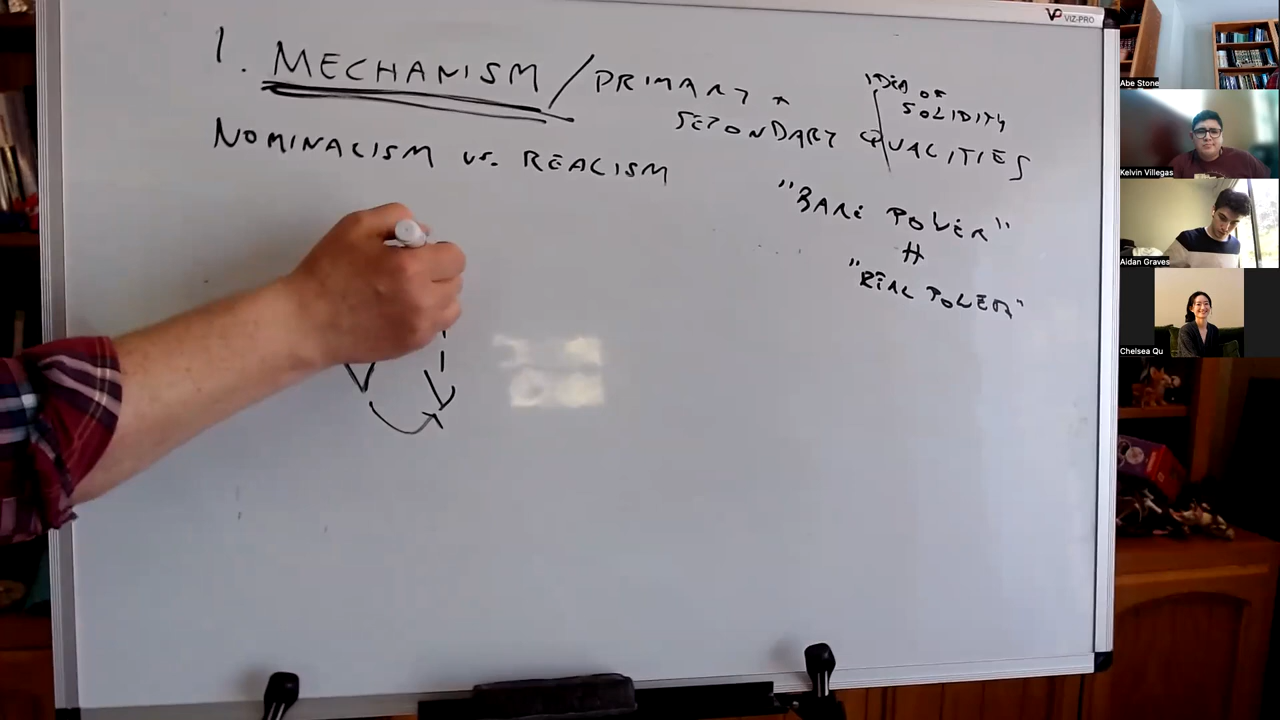 1. MECHANISM / PRIMARY +
SECONDARY QUALITIES
IDEA OF
SOLIDITY
NOMINALISM vs. REALISM
"BARE POWER"
"REAL POWER"
VIZ-PRO
Abe Stone
Kelvin Villegas
Aidan Graves
Chelsea Qu